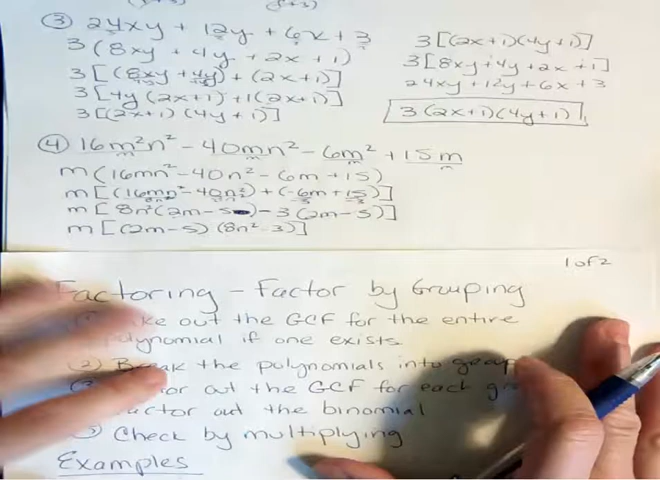 ③ 24xy + 12y + 6x + 3
3(8xy + 4y + 2x + 1)
3[(8xy + 4y) + (2x + 1)]
3[4y(2x+1) + 1(2x+1)]
3[(2x+1)(4y+1)]
3[(2x+1)(4y+1)]
3[8xy+4y+2x+1]
24xy+12y+6x+3
3(2x+1)(4y+1)
④ 16m²n² - 40mn² - 6m² + 15m
m(16mn² - 40n² - 6m + 15)
m[(16mn² - 40n²) + (-6m + 15)]
m[8n²(2m-5) - 3(2m-5)]
m[(2m-5)(8n²-3)]
1 of 2
Factoring - Factor by Grouping
out the GCF for the entire
polynomial if one exists
② Break the polynomials into
out the GCF for each
out the binomial
Check by multiplying
Examples